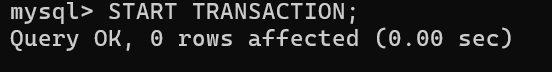 mysql> START TRANSACTION;
Query OK, 0 rows affected (0.00 sec)